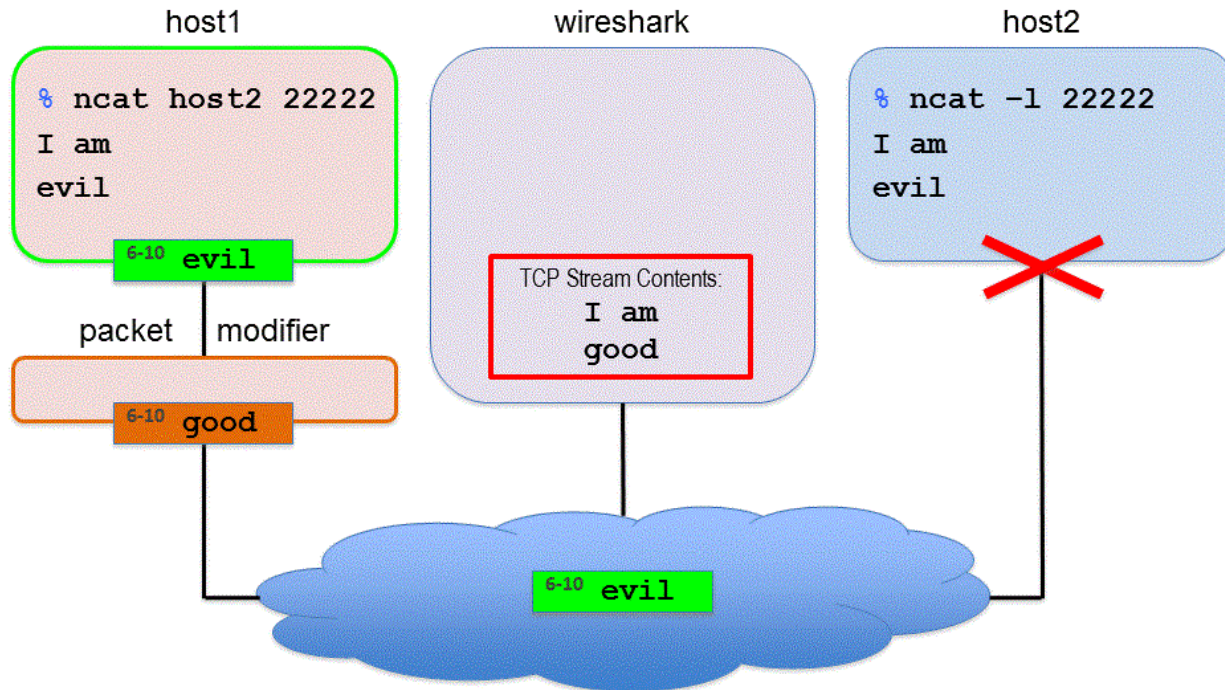 host1
% ncat host2 22222
I am
evil
6-10 evil
packet modifier
6-10 good
wireshark
TCP Stream Contents:
I am
good
host2
% ncat –l 22222
I am
evil
6-10 evil